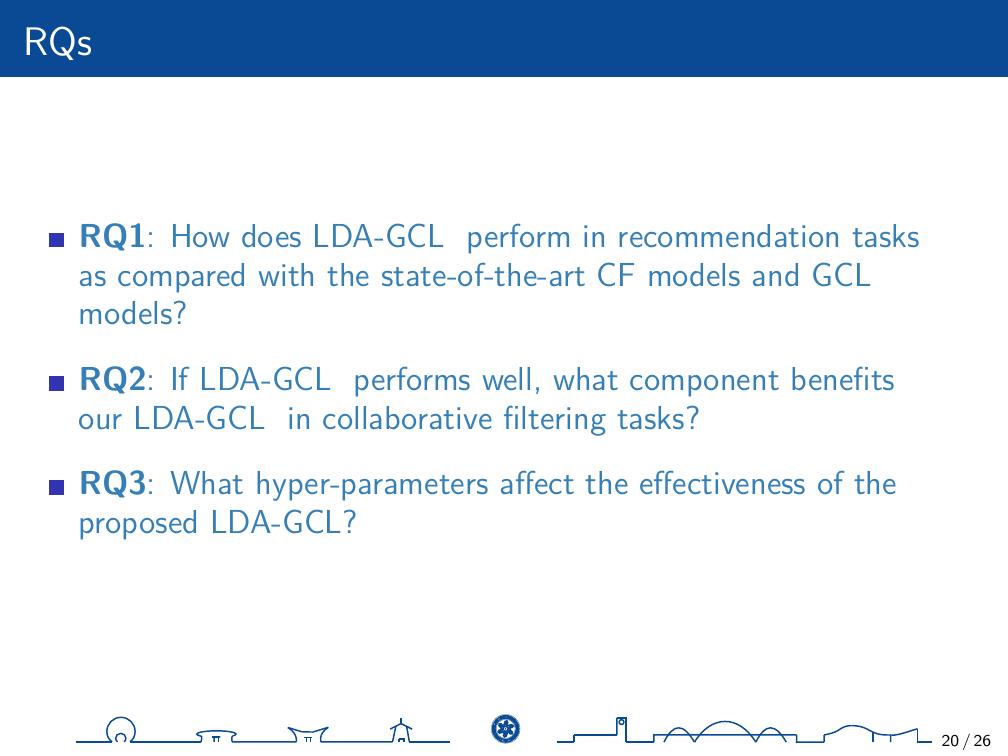 RQs
RQ1: How does LDA-GCL perform in recommendation tasks
as compared with the state-of-the-art CF models and GCL
models?
RQ2: If LDA-GCL performs well, what component benefits
our LDA-GCL in collaborative filtering tasks?
RQ3: What hyper-parameters affect the effectiveness of the
proposed LDA-GCL?
20 / 26